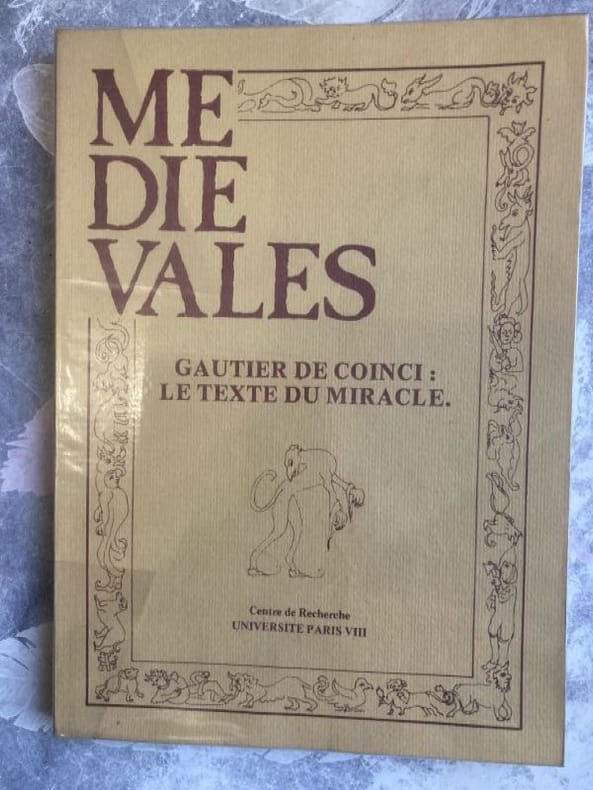 ME
DIE
VALES
GAUTIER DE COINCI :
LE TEXTE DU MIRACLE.
Centre de Recherche
UNIVERSITE PARIS VIII